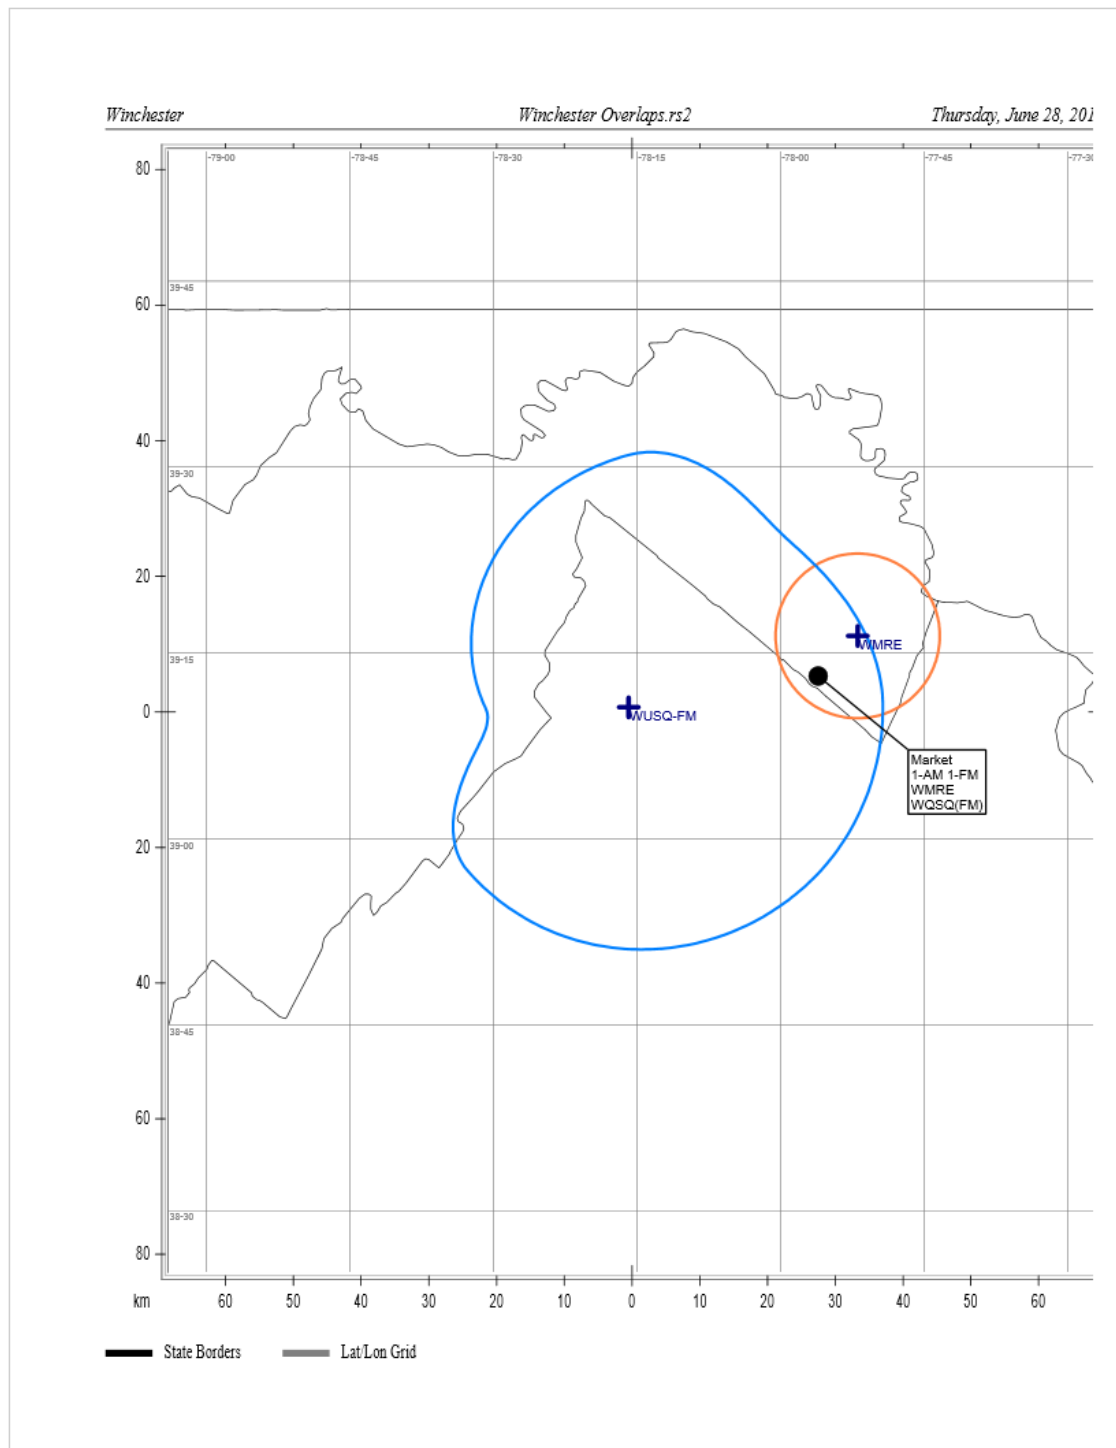 Winchester Winchester Overlaps.rs2 Thursday, June 28, 201
-79-00 -78-45 -78-30 -78-15 -78-00 -77-45 -77-30
80
39-45
60
40
39-30
20
WMRE
39-15
0
WUSQ-FM
Market
1-AM 1-FM
WMRE
WQSQ(FM)
20
39-00
40
38-45
60
38-30
80
km 60 50 40 30 20 10 0 10 20 30 40 50 60
State Borders Lat/Lon Grid